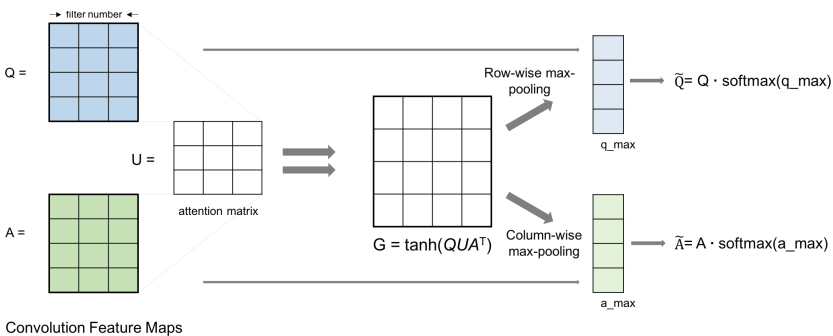 filter number
Q =
U =
attention matrix
A =
Convolution Feature Maps
G = tanh(QUAᵀ)
Row-wise max-
pooling
Column-wise
max-pooling
q_max
Q̃= Q · softmax(q_max)
a_max
Ã= A · softmax(a_max)